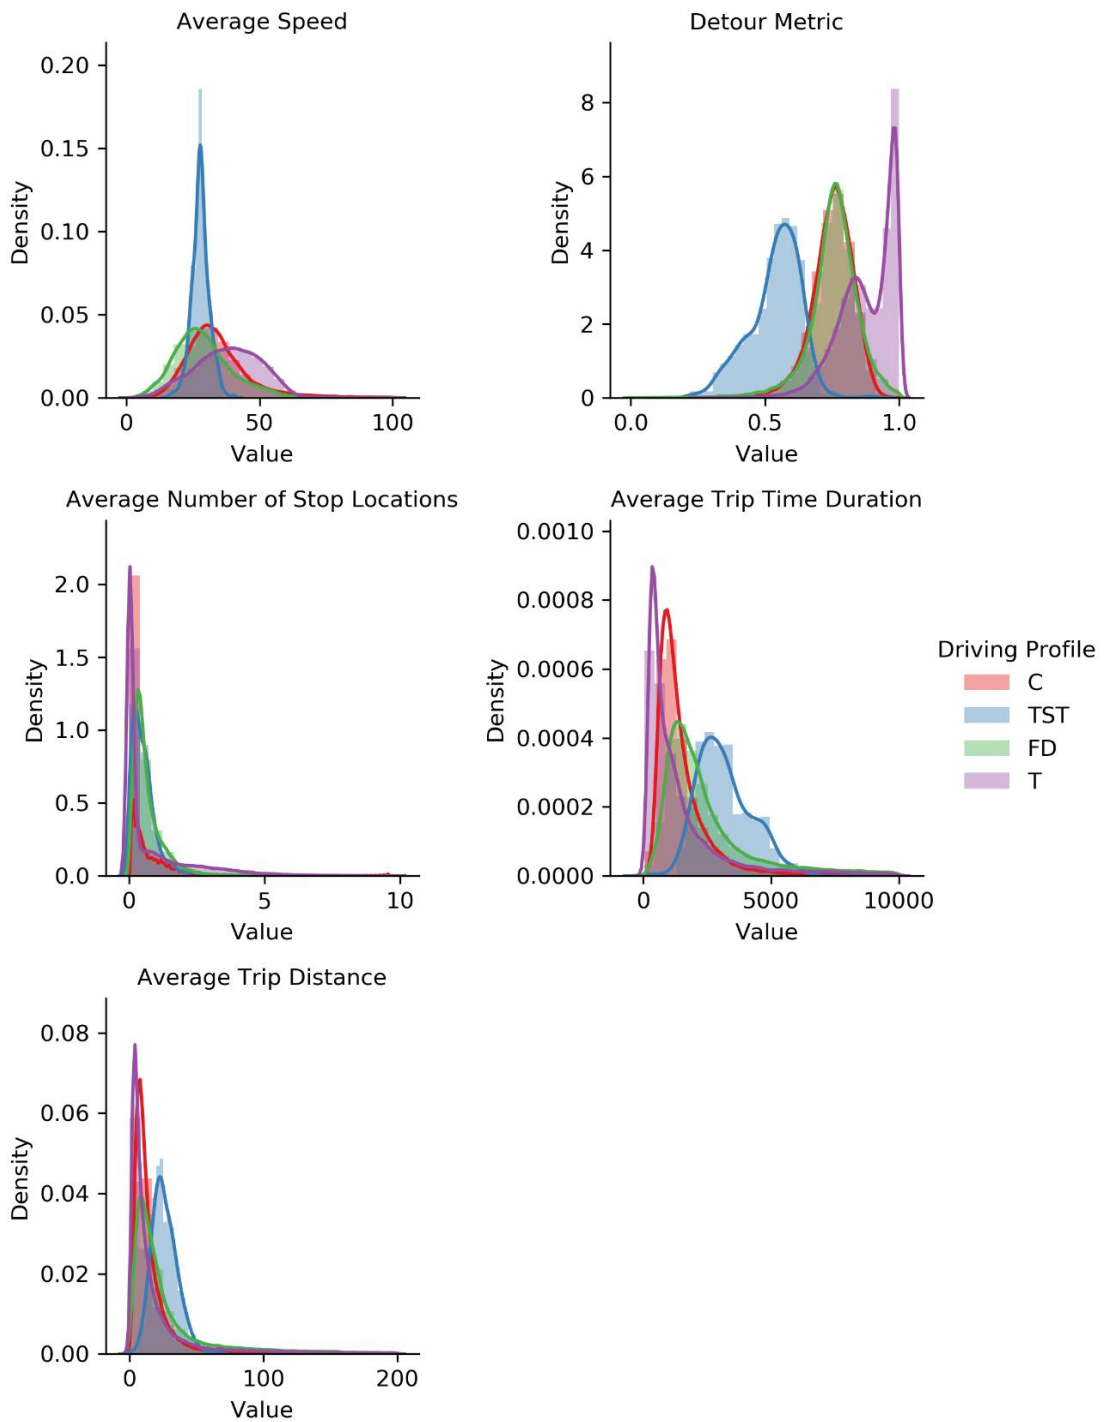 Average Speed
0.20
0.15
0.10
0.05
0.00
Density
0
50
100
Value
Detour Metric
8
6
4
2
0
Density
0.0
0.5
1.0
Value
Average Number of Stop Locations
2.0
1.5
1.0
0.5
0.0
Density
0
5
10
Value
Average Trip Time Duration
0.0010
0.0008
0.0006
0.0004
0.0002
0.0000
Density
0
5000
10000
Value
Driving Profile
C
TST
FD
T
Average Trip Distance
0.08
0.06
0.04
0.02
0.00
Density
0
100
200
Value